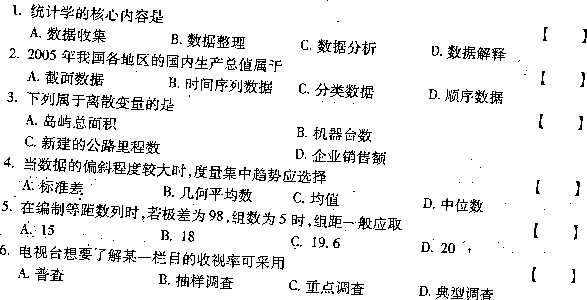 1. 统计学的核心内容是 【 】
A. 数据收集 B. 数据整理 C. 数据分析 D. 数据解释
2. 2005年我国各地区的国内生产总值属于 【 】
A. 截面数据 B. 时间序列数据 C. 分类数据 D. 顺序数据
3. 下列属于离散变量的是 【 】
A. 岛屿总面积 B. 机器台数
C. 新建的公路里程数 D. 企业销售额
4. 当数据的偏斜程度较大时,度量集中趋势应选择 【 】
A. 标准差 B. 几何平均数 C. 均值 D. 中位数
5. 在编制等距数列时,若极差为98,组数为5时,组距一般应取 【 】
A. 15 B. 18 C. 19.6 D. 20
6. 电视台想要了解某一栏目的收视率可采用 【 】
A. 普查 B. 抽样调查 C. 重点调查 D. 典型调查